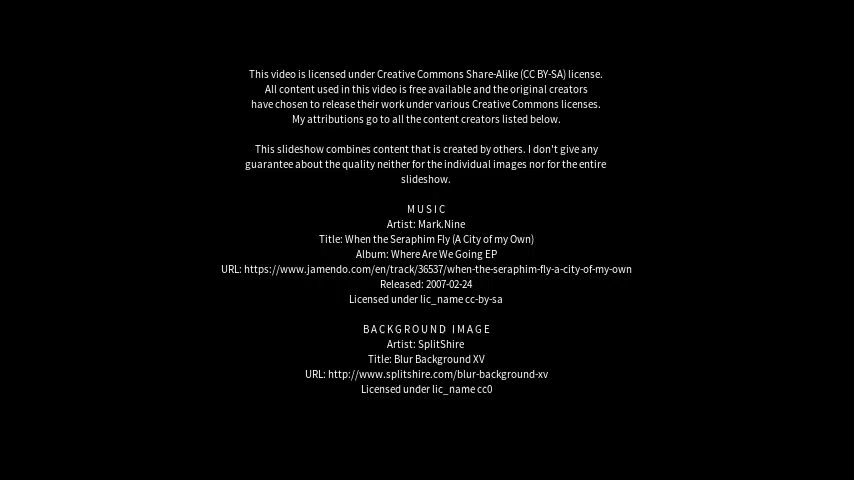 This video is licensed under Creative Commons Share-Alike (CC BY-SA) license.
All content used in this video is free available and the original creators
have chosen to release their work under various Creative Commons licenses.
My attributions go to all the content creators listed below.
This slideshow combines content that is created by others. I don't give any
guarantee about the quality neither for the individual images nor for the entire
slideshow.
MUSIC
Artist: Mark.Nine
Title: When the Seraphim Fly (A City of my Own)
Album: Where Are We Going EP
URL: https://www.jamendo.com/en/track/36537/when-the-seraphim-fly-a-city-of-my-own
Released: 2007-02-24
Licensed under lic_name cc-by-sa
BACKGROUND IMAGE
Artist: SplitShire
Title: Blur Background XV
URL: http://www.splitshire.com/blur-background-xv
Licensed under lic_name cc0